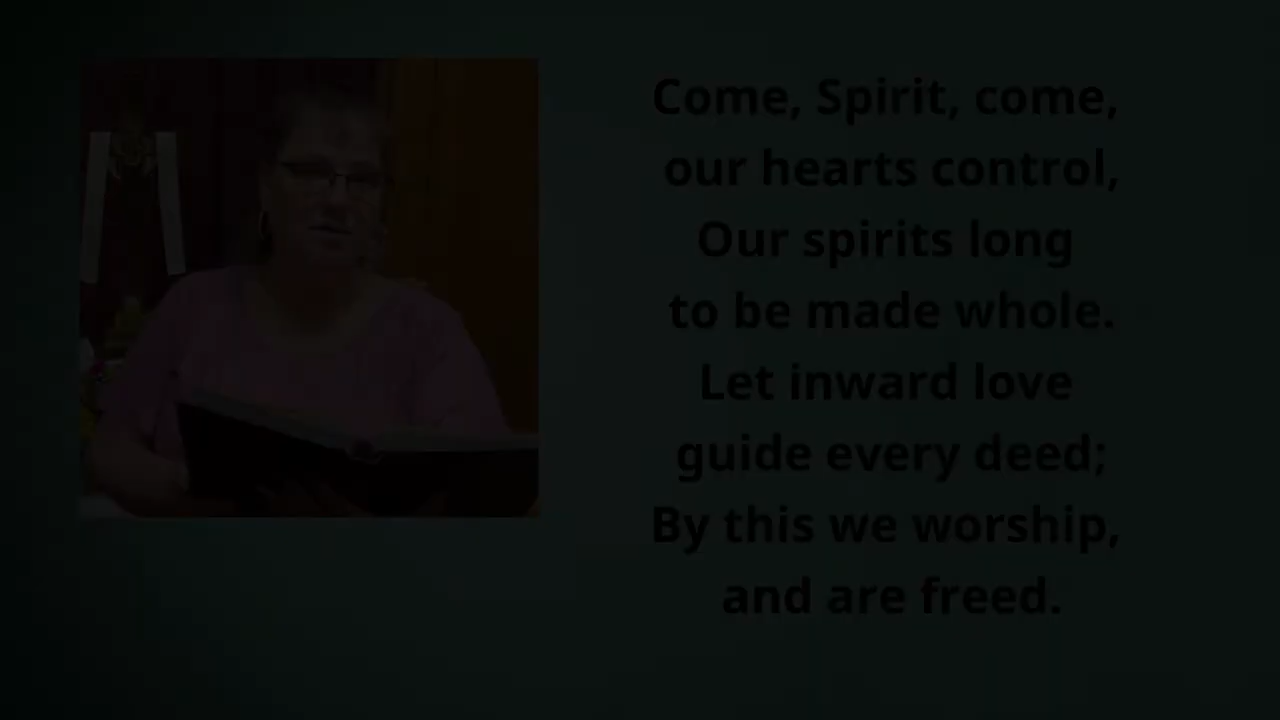 Come, Spirit, come,
our hearts control,
Our spirits long
to be made whole.
Let inward love
guide every deed;
By this we worship,
and are freed.